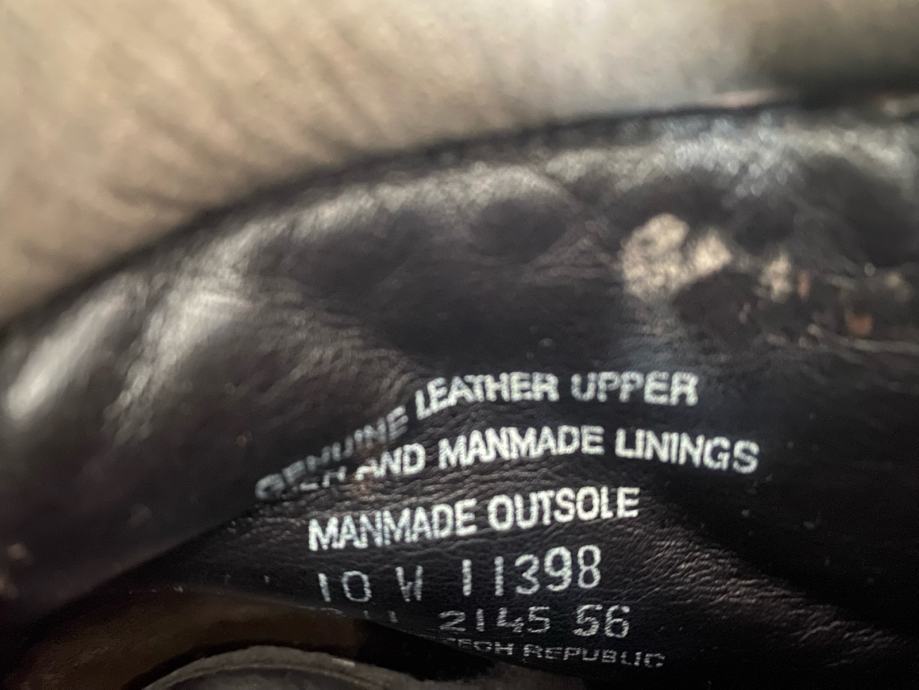 GENUINE LEATHER UPPER
AND MANMADE LININGS
MANMADE OUTSOLE
10 W 11398
2145 56
REPUBLIC